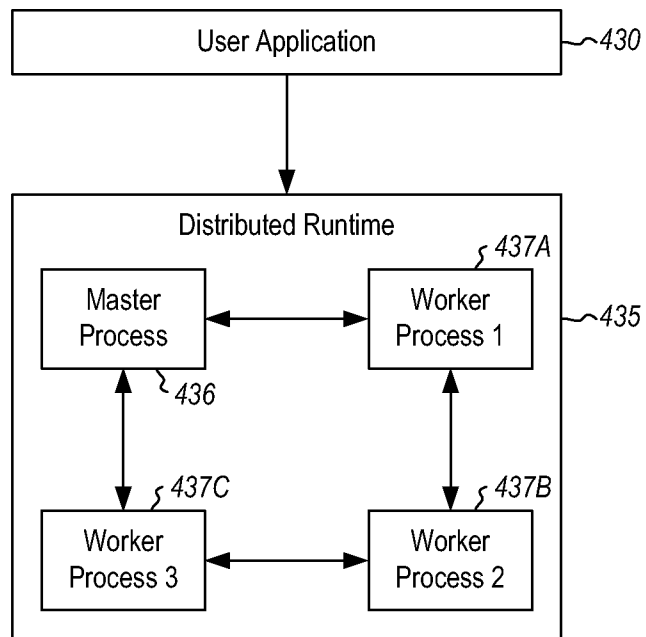 User Application
430
Distributed Runtime
437A
Master
Process
Worker
Process 1
435
436
437C
437B
Worker
Process 3
Worker
Process 2